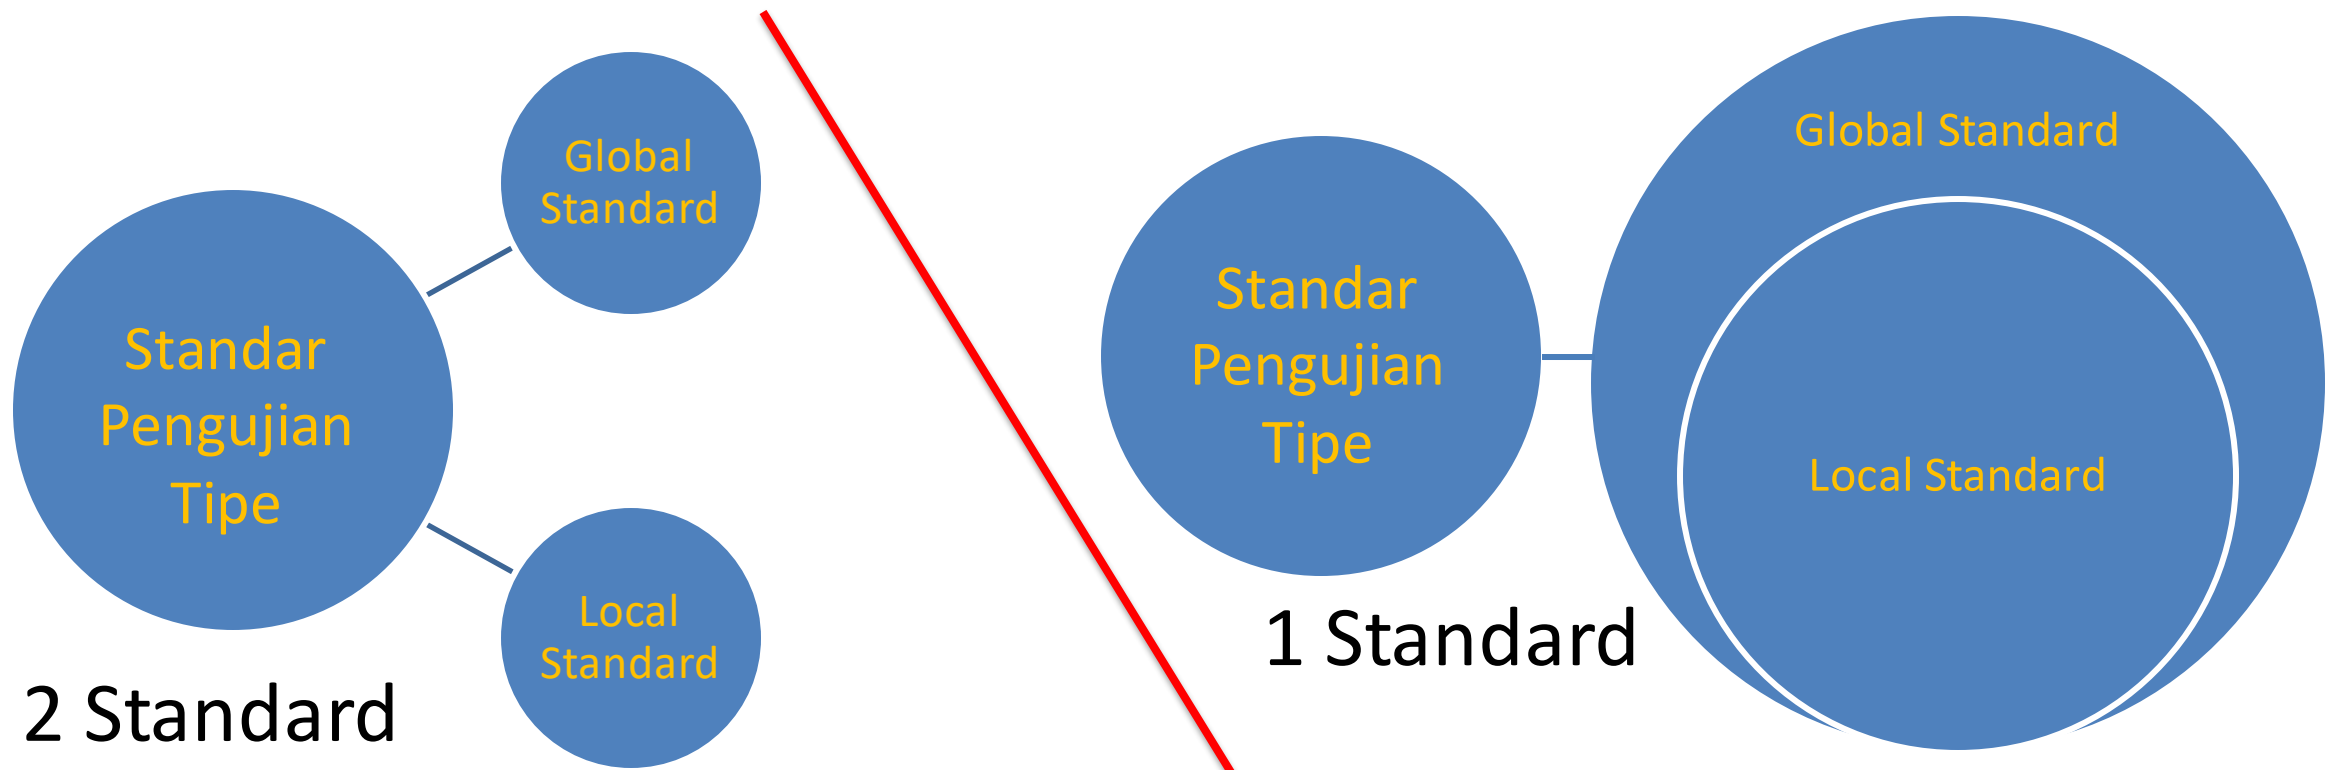 Global
Standard
Standar
Pengujian
Tipe
Local
Standard
2 Standard
Global Standard
Standar
Pengujian
Tipe
Local Standard
1 Standard